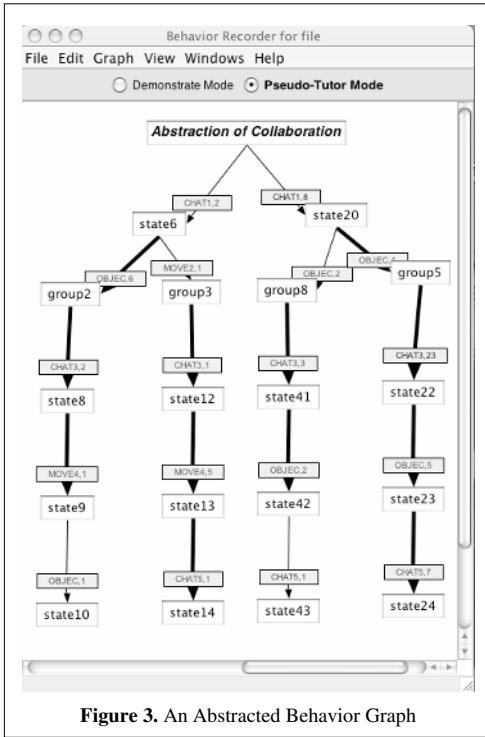 Behavior Recorder for file
File Edit Graph View Windows Help
Demonstrate Mode Pseudo-Tutor Mode
Abstraction of Collaboration
CHAT1,2 CHAT1,8
state6 state20
OBJEC,6 MOVE2,1 OBJEC,2
group2 group3 group8 group5
CHAT3,2 CHAT3,1 CHAT3,3 CHAT3,23
state8 state12 state41 state22
MOVE4,1 MOVE4,5 OBJEC,2 OBJEC,5
state9 state13 state42 state23
OBJEC,1 CHAT5,1 CHAT5,1 CHAT5,7
state10 state14 state43 state24
Figure 3. An Abstracted Behavior Graph